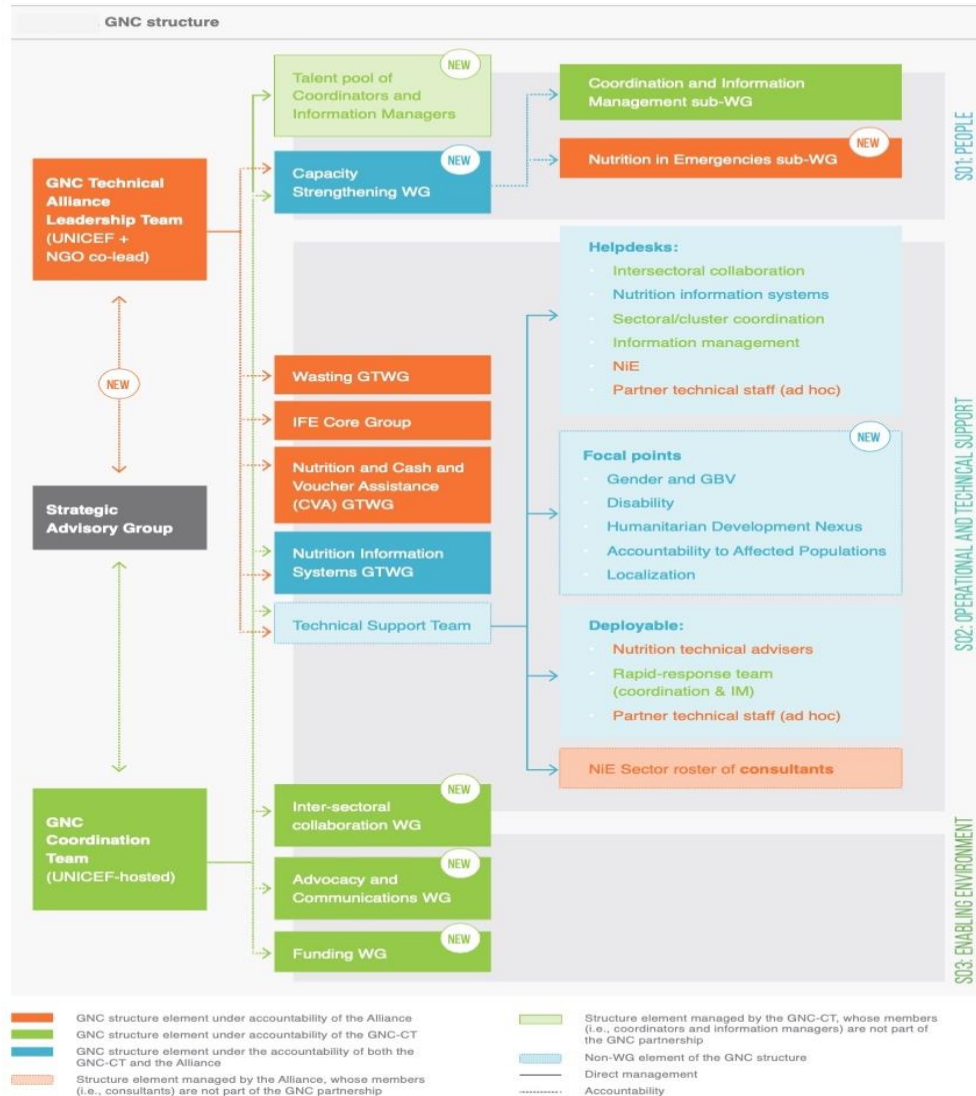 GNC structure
NEW
Talent pool of
Coordinators and
Information Managers
Coordination and Information
Management sub-WG
NEW
Capacity
Strengthening WG
NEW
Nutrition in Emergencies sub-WG
SO1: PEOPLE
GNC Technical
Alliance
Leadership Team
(UNICEF +
NGO co-lead)
NEW
Strategic
Advisory Group
GNC
Coordination
Team
(UNICEF-hosted)
Wasting GTWG
IFE Core Group
Nutrition and Cash and
Voucher Assistance
(CVA) GTWG
Nutrition Information
Systems GTWG
Technical Support Team
Helpdesks:
Intersectoral collaboration
Nutrition information systems
Sectoral/cluster coordination
Information management
NiE
Partner technical staff (ad hoc)
NEW
Focal points
Gender and GBV
Disability
Humanitarian Development Nexus
Accountability to Affected Populations
Localization
Deployable:
Nutrition technical advisers
Rapid-response team
(coordination & IM)
Partner technical staff (ad hoc)
NiE Sector roster of consultants
SO2: OPERATIONAL AND TECHNICAL SUPPORT
NEW
Inter-sectoral
collaboration WG
NEW
Advocacy and
Communications WG
NEW
Funding WG
SO3: ENABLING ENVIRONMENT
GNC structure element under accountability of the Alliance
GNC structure element under accountability of the GNC-CT
GNC structure element under the accountability of both the
GNC-CT and the Alliance
Structure element managed by the Alliance, whose members
(i.e., consultants) are not part of the GNC partnership
Structure element managed by the GNC-CT, whose members
(i.e., coordinators and information managers) are not part of
the GNC partnership
Non-WG element of the GNC structure
Direct management
Accountability